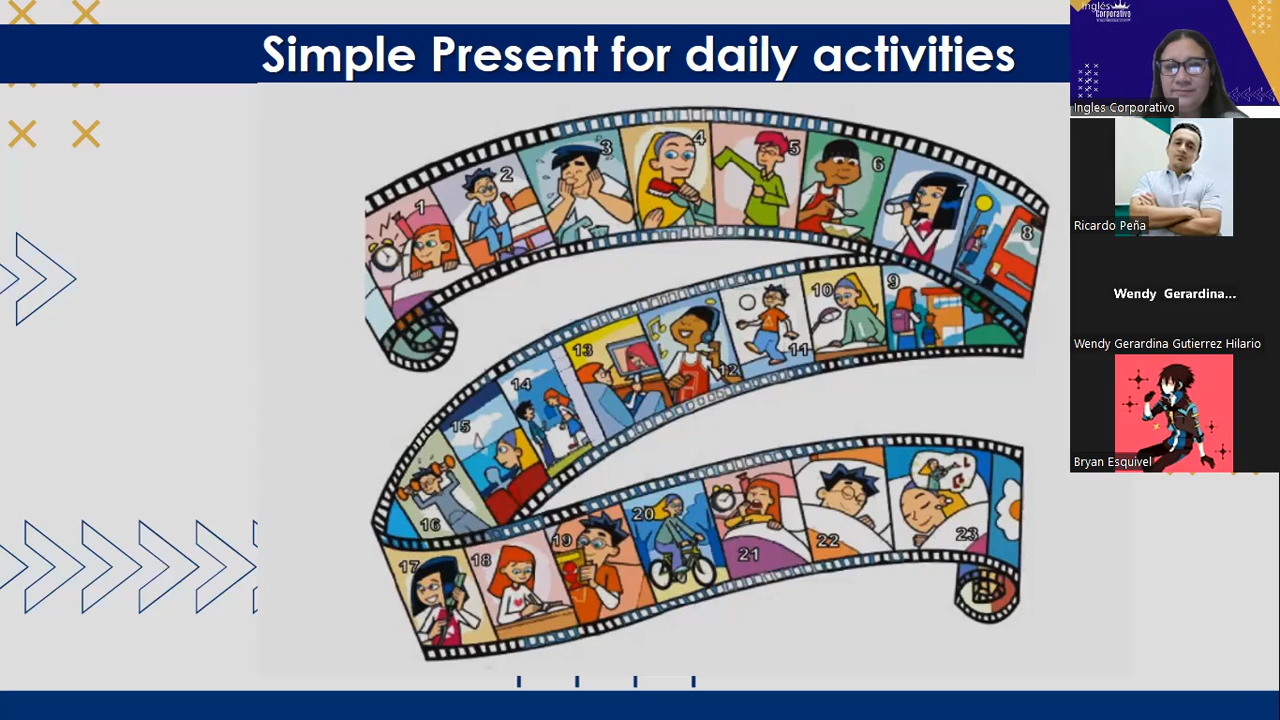 Simple Present for daily activities
1
2
3
4
5
6
7
8
9
10
11
12
13
14
15
16
17
18
19
20
21
22
23
Inglés
Corporativo
Ingles Corporativo
Ricardo Peña
Wendy Gerardina...
Wendy Gerardina Gutierrez Hilario
Bryan Esquivel